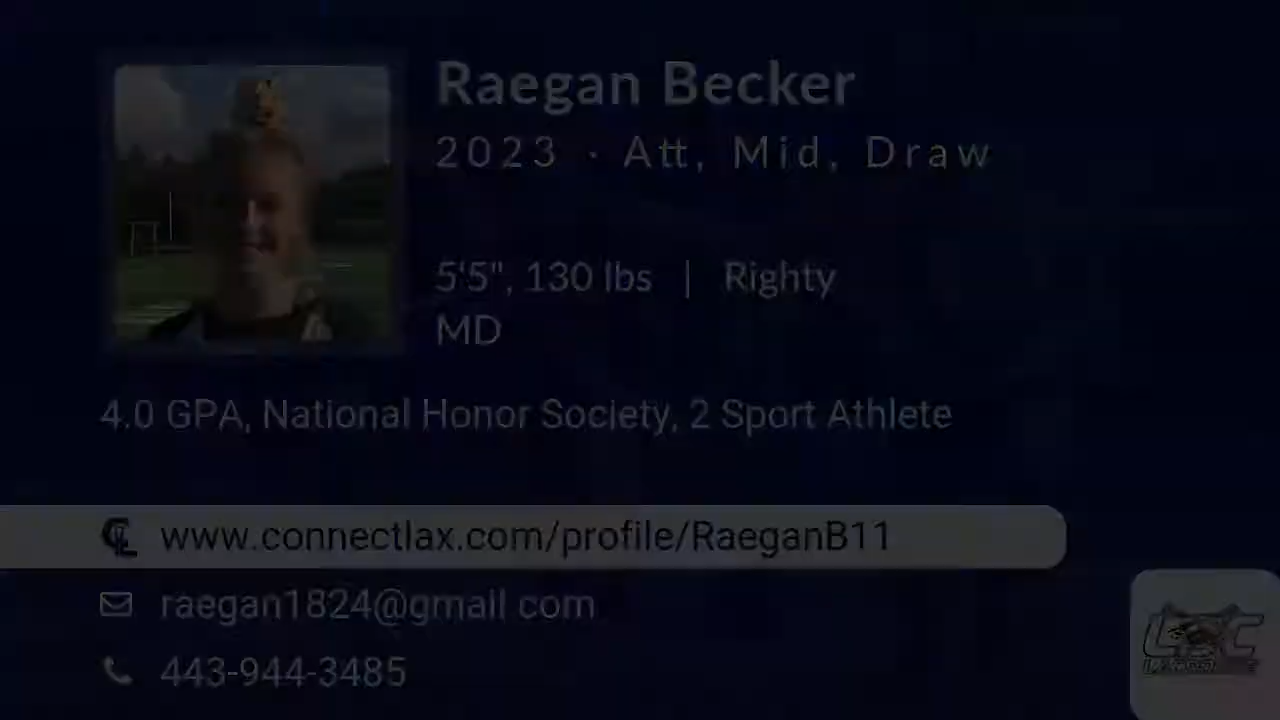 Raegan Becker
2023 · Att, Mid, Draw
5'5", 130 lbs | Righty
MD
4.0 GPA, National Honor Society, 2 Sport Athlete
www.connectlax.com/profile/RaeganB11
raegan1824@gmail.com
443-944-3485